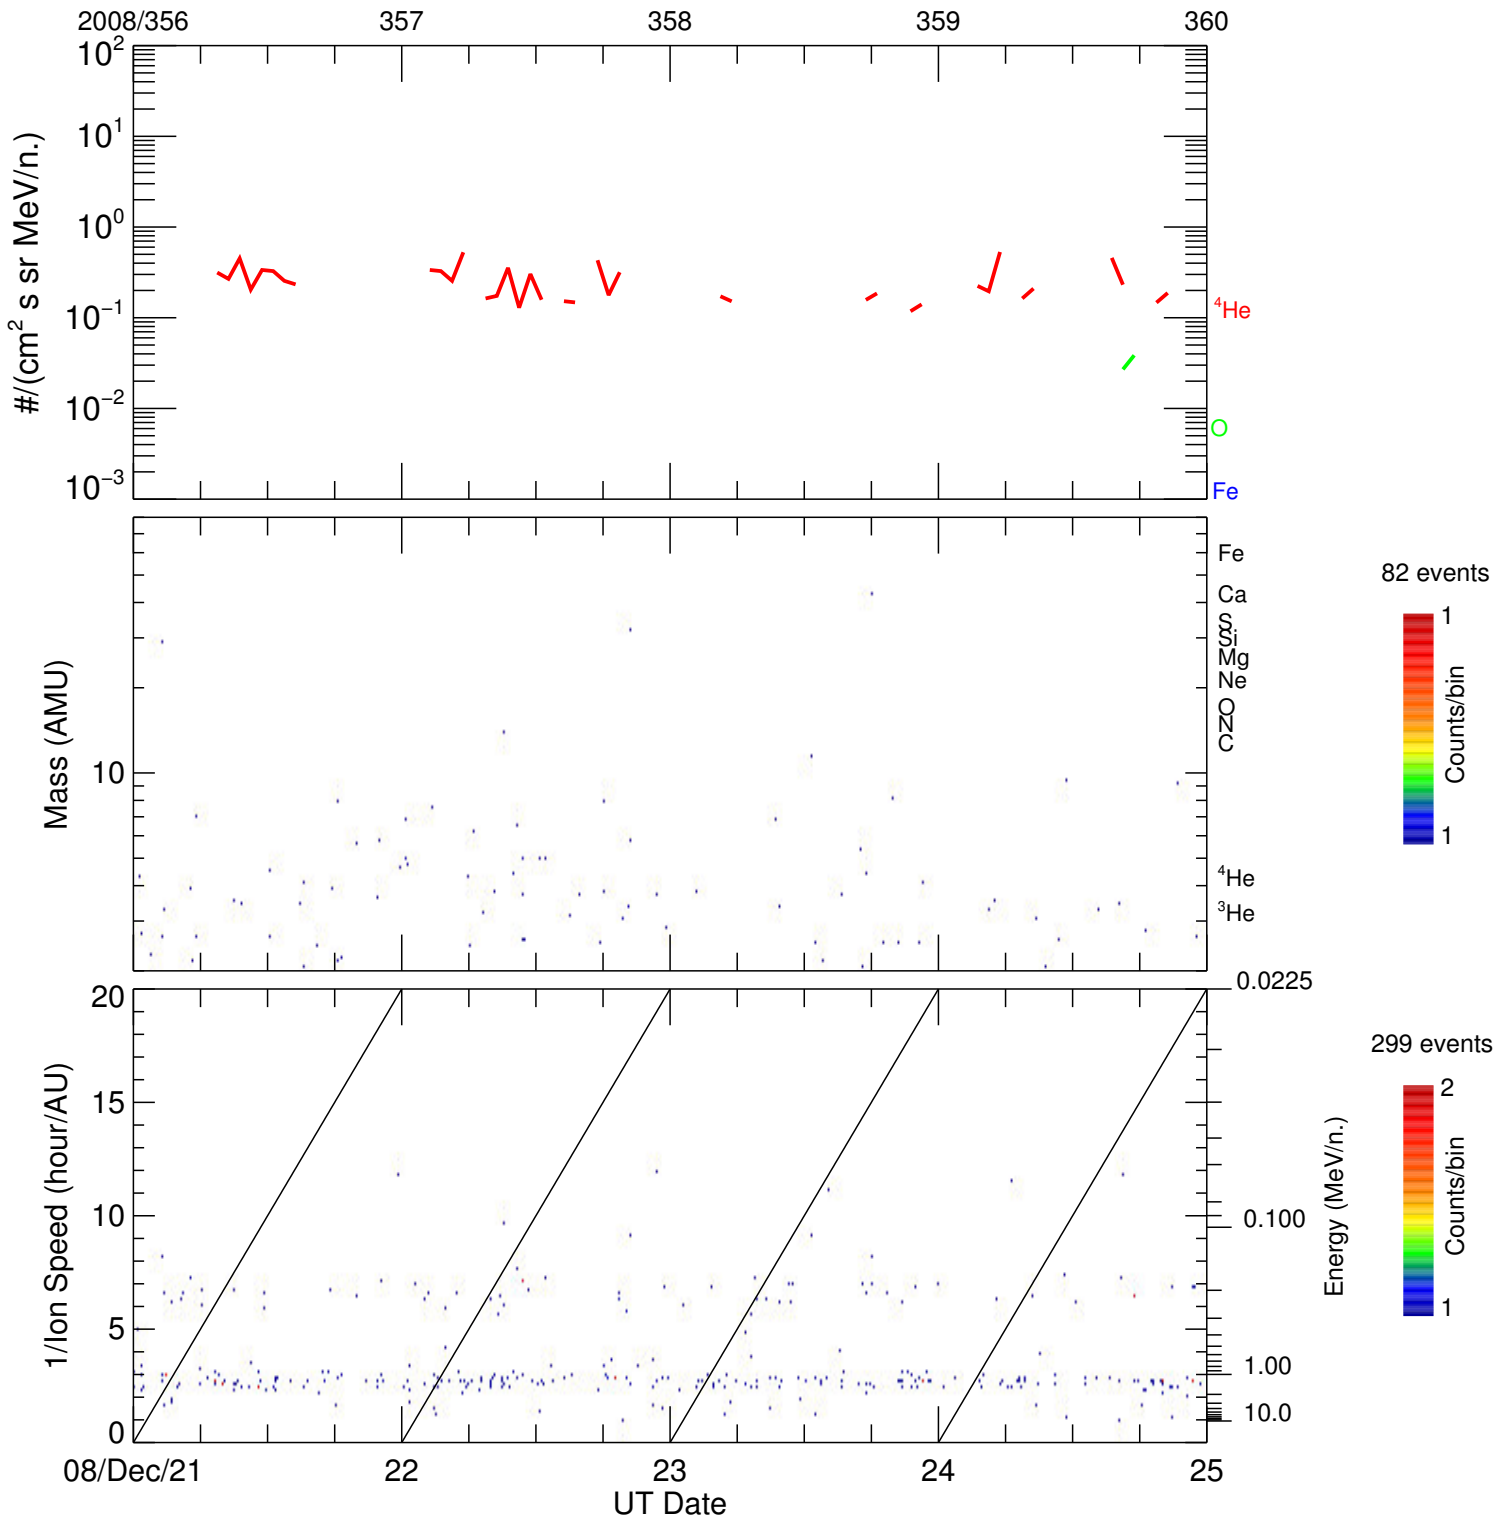 2008/356 357 358 359 360
10² 10¹ 10⁰ 10⁻¹ 10⁻² 10⁻³
#/(cm² s sr MeV/n.)
⁴He
O
Fe
Mass (AMU)
10
Fe
Ca
S
Si
Mg
Ne
O
N
C
⁴He
³He
82 events
1
Counts/bin
1
1/Ion Speed (hour/AU)
20
15
10
5
0
0.0225
0.100
1.00
10.0
Energy (MeV/n.)
299 events
2
Counts/bin
1
08/Dec/21 22 23 24 25
UT Date